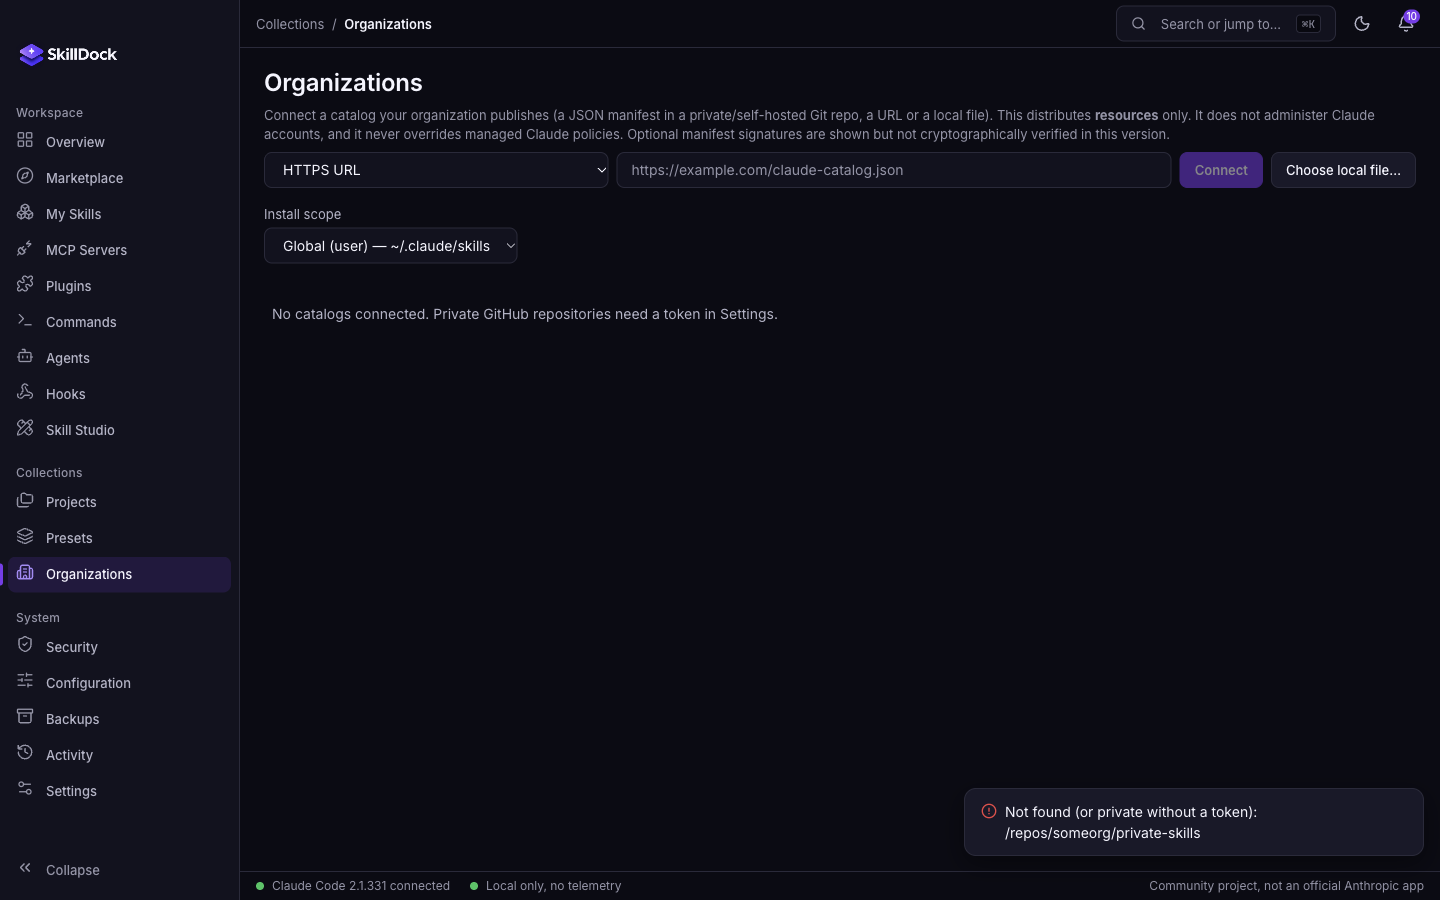 SkillDock
Workspace
Overview
Marketplace
My Skills
MCP Servers
Plugins
Commands
Agents
Hooks
Skill Studio
Collections
Projects
Presets
Organizations
System
Security
Configuration
Backups
Activity
Settings
Collapse
Collections / Organizations
Search or jump to... ⌘K
10
Organizations
Connect a catalog your organization publishes (a JSON manifest in a private/self-hosted Git repo, a URL or a local file). This distributes resources only. It does not administer Claude
accounts, and it never overrides managed Claude policies. Optional manifest signatures are shown but not cryptographically verified in this version.
HTTPS URL
https://example.com/claude-catalog.json
Connect
Choose local file...
Install scope
Global (user) — ~/.claude/skills
No catalogs connected. Private GitHub repositories need a token in Settings.
Not found (or private without a token):
/repos/someorg/private-skills
Claude Code 2.1.331 connected
Local only, no telemetry
Community project, not an official Anthropic app